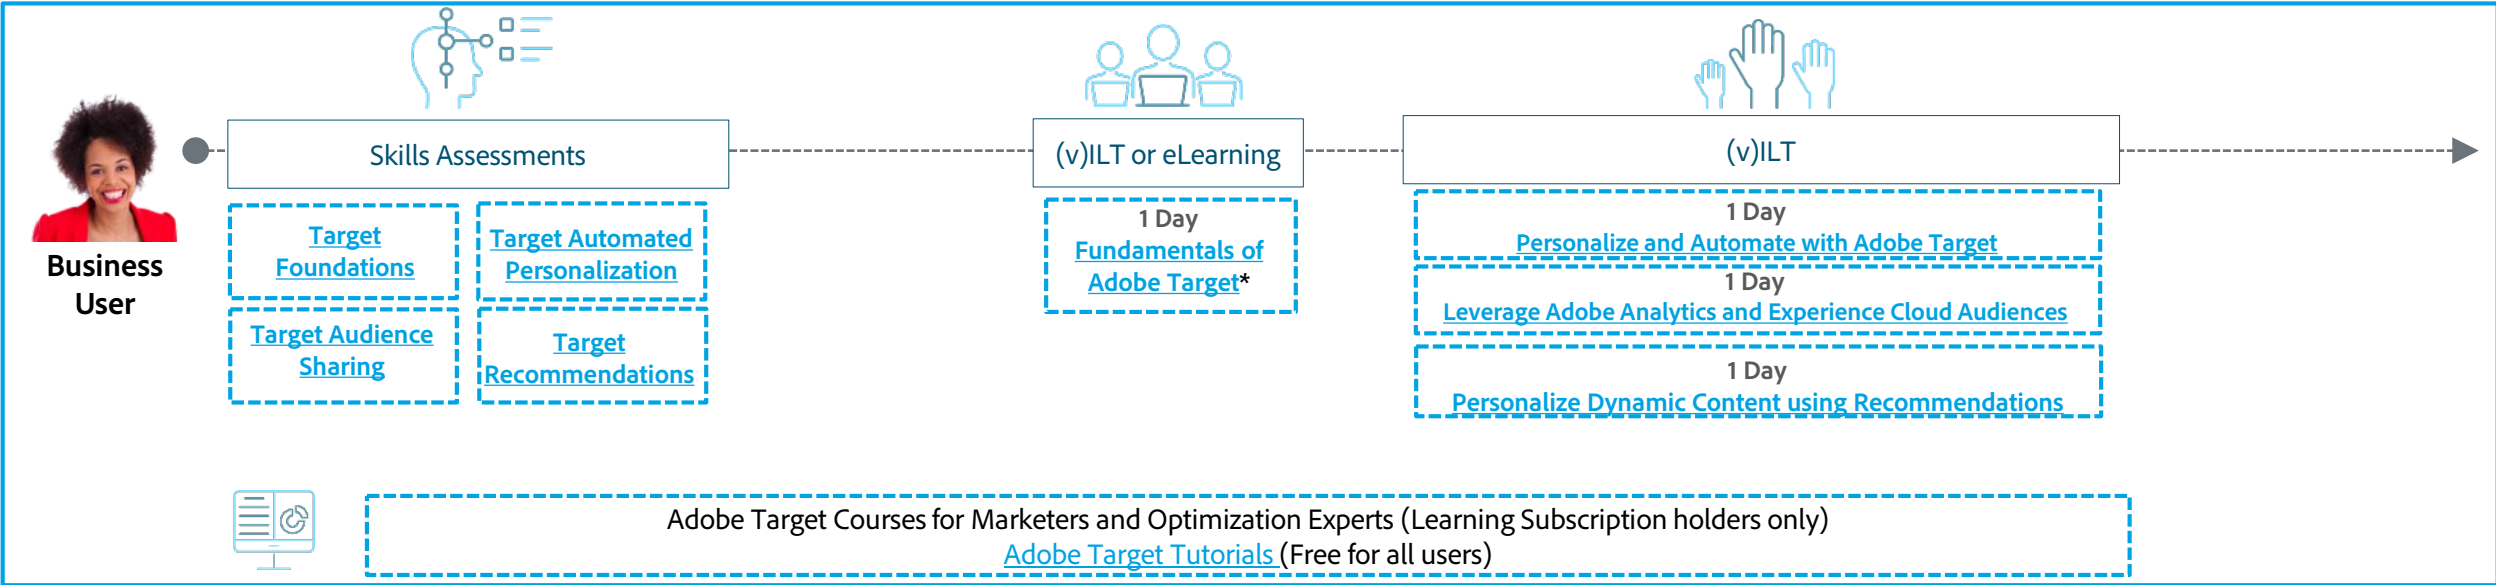 Business
User
Skills Assessments
Target
Foundations
Target Automated
Personalization
Target Audience
Sharing
Target
Recommendations
(v)ILT or eLearning
1 Day
Fundamentals of
Adobe Target*
(v)ILT
1 Day
Personalize and Automate with Adobe Target
1 Day
Leverage Adobe Analytics and Experience Cloud Audiences
1 Day
Personalize Dynamic Content using Recommendations
Adobe Target Courses for Marketers and Optimization Experts (Learning Subscription holders only)
Adobe Target Tutorials (Free for all users)